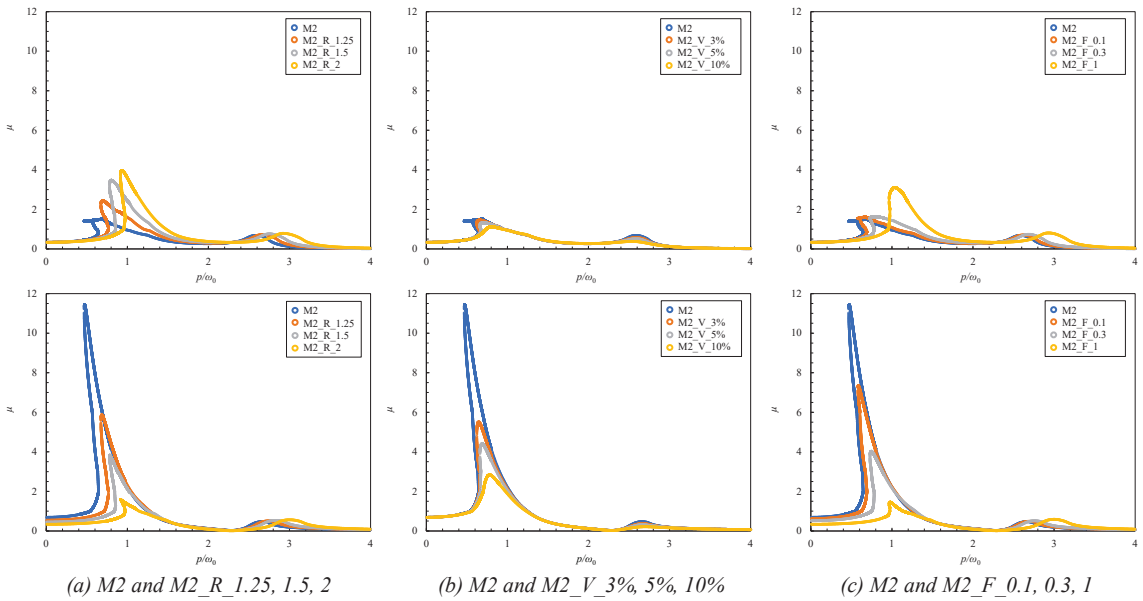 12
10
8
6
4
2
0
μ
0
1
2
3
4
p/ω0
M2
M2_R_1.25
M2_R_1.5
M2_R_2
12
10
8
6
4
2
0
μ
0
1
2
3
4
p/ω0
M2
M2_V_3%
M2_V_5%
M2_V_10%
12
10
8
6
4
2
0
μ
0
1
2
3
4
p/ω0
M2
M2_F_0.1
M2_F_0.3
M2_F_1
12
10
8
6
4
2
0
μ
0
1
2
3
4
p/ω0
M2
M2_R_1.25
M2_R_1.5
M2_R_2
12
10
8
6
4
2
0
μ
0
1
2
3
4
p/ω0
M2
M2_V_3%
M2_V_5%
M2_V_10%
12
10
8
6
4
2
0
μ
0
1
2
3
4
p/ω0
M2
M2_F_0.1
M2_F_0.3
M2_F_1
(a) M2 and M2_R_1.25, 1.5, 2
(b) M2 and M2_V_3%, 5%, 10%
(c) M2 and M2_F_0.1, 0.3, 1